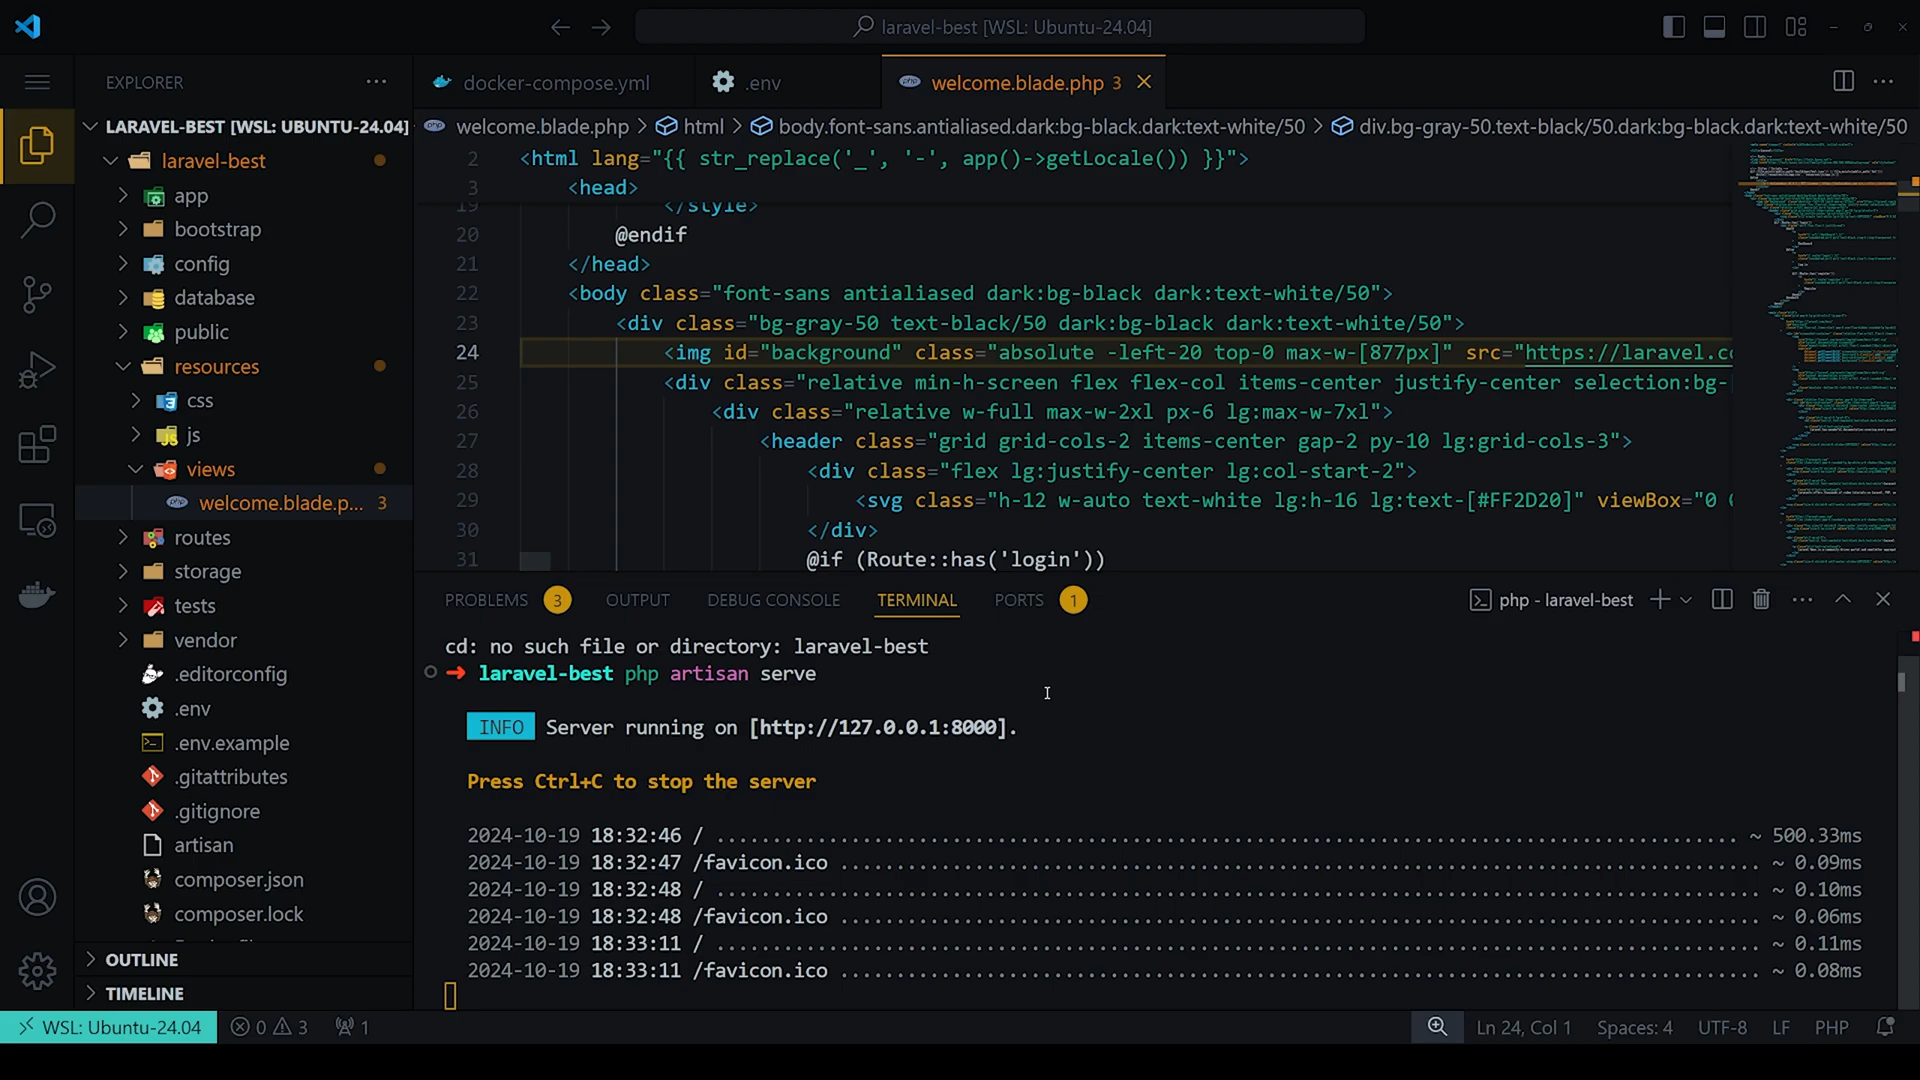 laravel-best [WSL: Ubuntu-24.04]
EXPLORER
LARAVEL-BEST [WSL: UBUNTU-24.04]
laravel-best
app
bootstrap
config
database
public
resources
css
js
views
welcome.blade.p... 3
routes
storage
tests
vendor
.editorconfig
.env
.env.example
.gitattributes
.gitignore
artisan
composer.json
composer.lock
OUTLINE
TIMELINE
docker-compose.yml
.env
welcome.blade.php 3
welcome.blade.php > html > body.font-sans.antialiased.dark:bg-black.dark:text-white/50 > div.bg-gray-50.text-black/50.dark:bg-black.dark:text-white/50
2 <html lang="{{ str_replace('_', '-', app()->getLocale()) }}">
3 <head>
19 </style>
20 @endif
21 </head>
22 <body class="font-sans antialiased dark:bg-black dark:text-white/50">
23 <div class="bg-gray-50 text-black/50 dark:bg-black dark:text-white/50">
24 <img id="background" class="absolute -left-20 top-0 max-w-[877px]" src="https://laravel.co
25 <div class="relative min-h-screen flex flex-col items-center justify-center selection:bg-
26 <div class="relative w-full max-w-2xl px-6 lg:max-w-7xl">
27 <header class="grid grid-cols-2 items-center gap-2 py-10 lg:grid-cols-3">
28 <div class="flex lg:justify-center lg:col-start-2">
29 <svg class="h-12 w-auto text-white lg:h-16 lg:text-[#FF2D20]" viewBox="0 0
30 </div>
31 @if (Route::has('login'))
PROBLEMS 3 OUTPUT DEBUG CONSOLE TERMINAL PORTS 1
php - laravel-best
cd: no such file or directory: laravel-best
➜ laravel-best php artisan serve
INFO Server running on [http://127.0.0.1:8000].
Press Ctrl+C to stop the server
2024-10-19 18:32:46 / ........ ~ 500.33ms
2024-10-19 18:32:47 /favicon.ico ........ ~ 0.09ms
2024-10-19 18:32:48 / ........ ~ 0.10ms
2024-10-19 18:32:48 /favicon.ico ........ ~ 0.06ms
2024-10-19 18:33:11 / ........ ~ 0.11ms
2024-10-19 18:33:11 /favicon.ico ........ ~ 0.08ms
WSL: Ubuntu-24.04 0 3 1
Ln 24, Col 1 Spaces: 4 UTF-8 LF PHP